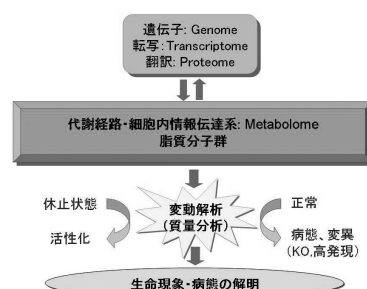 遺伝子: Genome
転写: Transcriptome
翻訳: Proteome
代謝経路・細胞内情報伝達系: Metabolome
脂質分子群
休止状態
活性化
変動解析
(質量分析)
正常
病態、変異
(KO,高発現)
生命現象・病態の解明